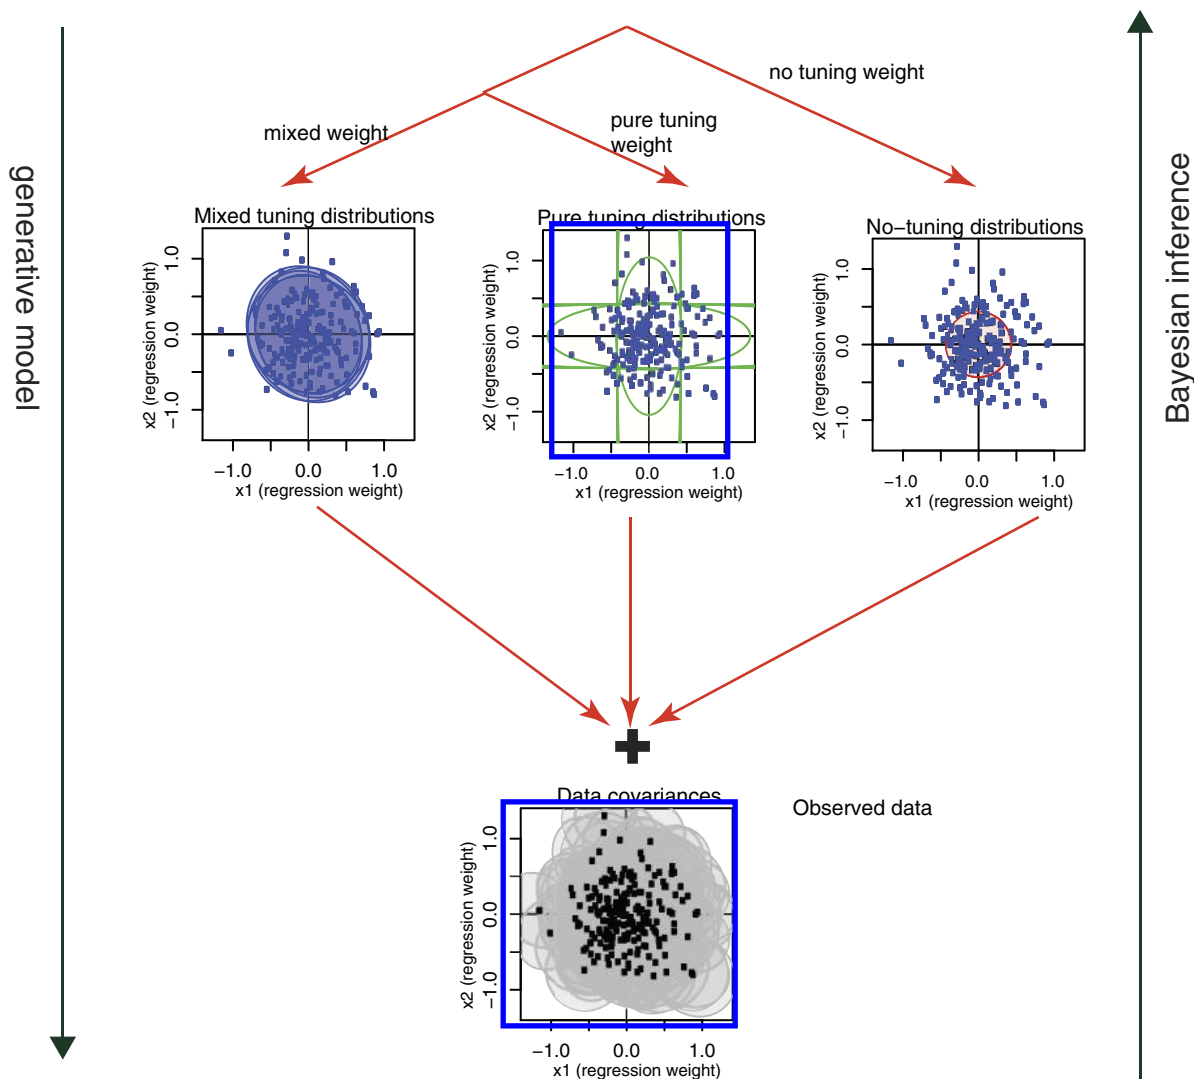 no tuning weight
mixed weight
pure tuning
weight
generative model
Bayesian inference
Mixed tuning distributions
x2 (regression weight)
1.0
0.0
−1.0
−1.0 0.0 1.0
x1 (regression weight)
Pure tuning distributions
x2 (regression weight)
1.0
0.0
−1.0
−1.0 0.0 1.0
x1 (regression weight)
No−tuning distributions
x2 (regression weight)
1.0
0.0
−1.0
−1.0 0.0 1.0
x1 (regression weight)
Data covariances
Observed data
x2 (regression weight)
1.0
0.0
−1.0
−1.0 0.0 1.0
x1 (regression weight)